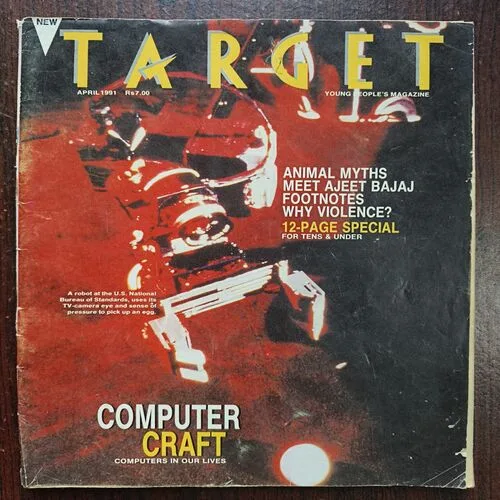 NEW
TARGET
APRIL 1991 Rs7.00
YOUNG PEOPLE'S MAGAZINE
ANIMAL MYTHS
MEET AJEET BAJAJ
FOOTNOTES
WHY VIOLENCE?
12-PAGE SPECIAL
FOR TENS & UNDER
A robot at the U.S. National
Bureau of Standards, uses its
TV-camera eye and sense of
pressure to pick up an egg.
COMPUTER
CRAFT
COMPUTERS IN OUR LIVES